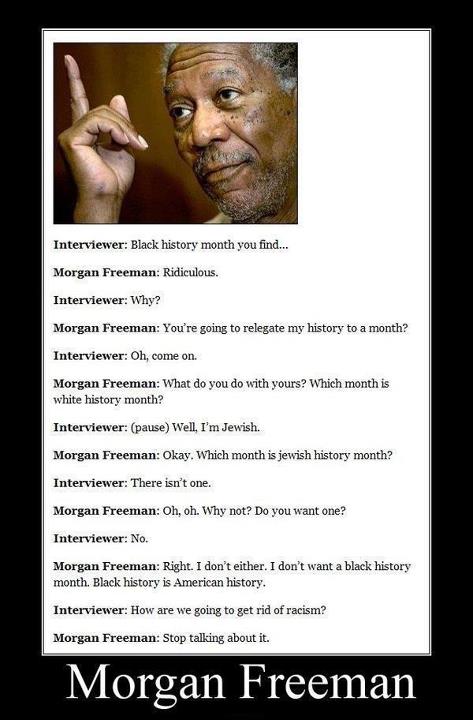 Interviewer: Black history month you find...
Morgan Freeman: Ridiculous.
Interviewer: Why?
Morgan Freeman: You're going to relegate my history to a month?
Interviewer: Oh, come on.
Morgan Freeman: What do you do with yours? Which month is
white history month?
Interviewer: (pause) Well, I'm Jewish.
Morgan Freeman: Okay. Which month is jewish history month?
Interviewer: There isn't one.
Morgan Freeman: Oh, oh. Why not? Do you want one?
Interviewer: No.
Morgan Freeman: Right. I don't either. I don't want a black history
month. Black history is American history.
Interviewer: How are we going to get rid of racism?
Morgan Freeman: Stop talking about it.
Morgan Freeman